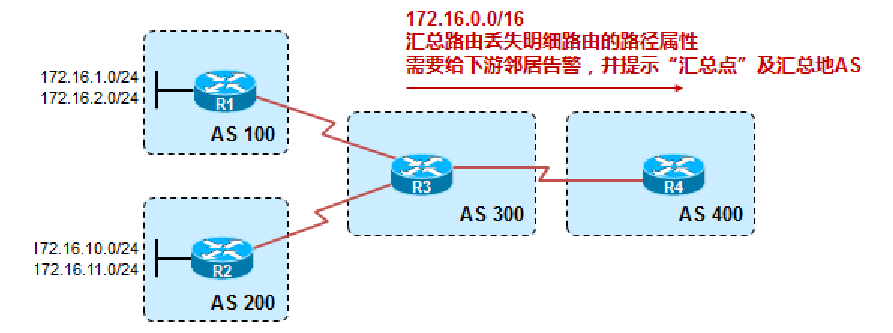 172.16.0.0/16
汇总路由丢失明细路由的路径属性
需要给下游邻居告警，并提示“汇总点”及汇总地AS
172.16.1.0/24
172.16.2.0/24
R1
AS 100
R3
AS 300
R4
AS 400
172.16.10.0/24
172.16.11.0/24
R2
AS 200